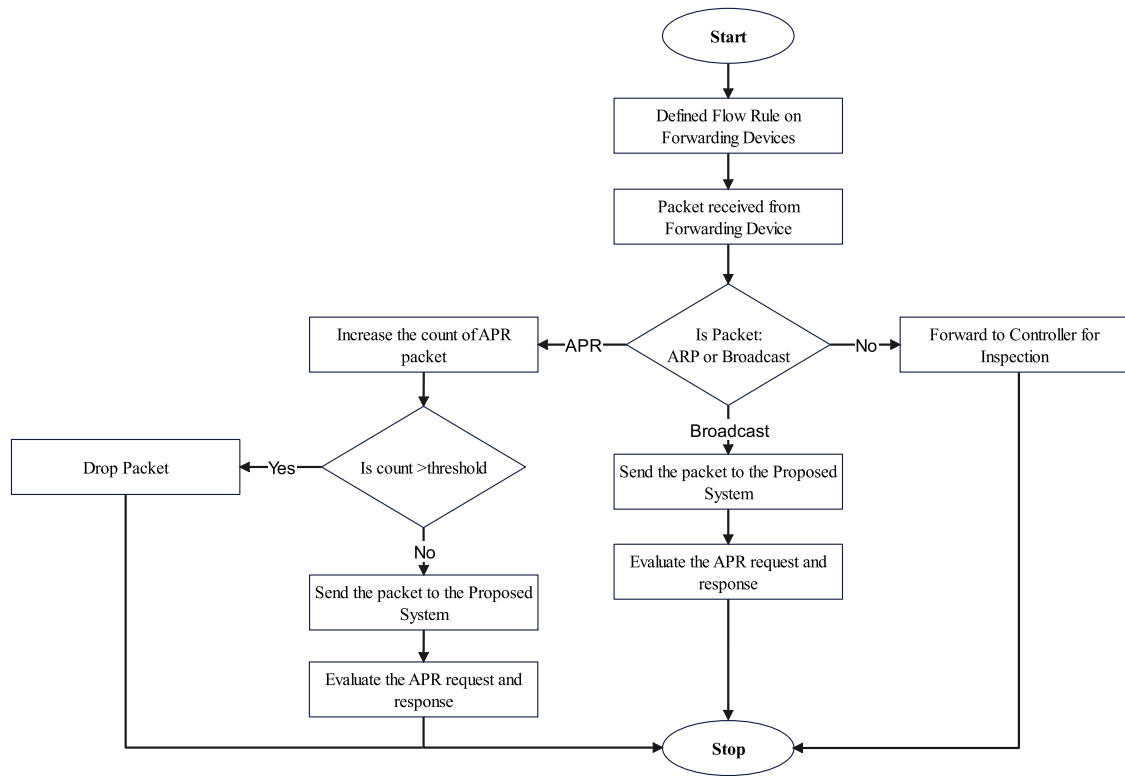 Start
Defined Flow Rule on
Forwarding Devices
Packet received from
Forwarding Device
Is Packet:
ARP or Broadcast
APR
No
Broadcast
Increase the count of APR
packet
Forward to Controller for
Inspection
Is count >threshold
Yes
No
Drop Packet
Send the packet to the Proposed
System
Evaluate the APR request and
response
Send the packet to the Proposed
System
Evaluate the APR request and
response
Stop